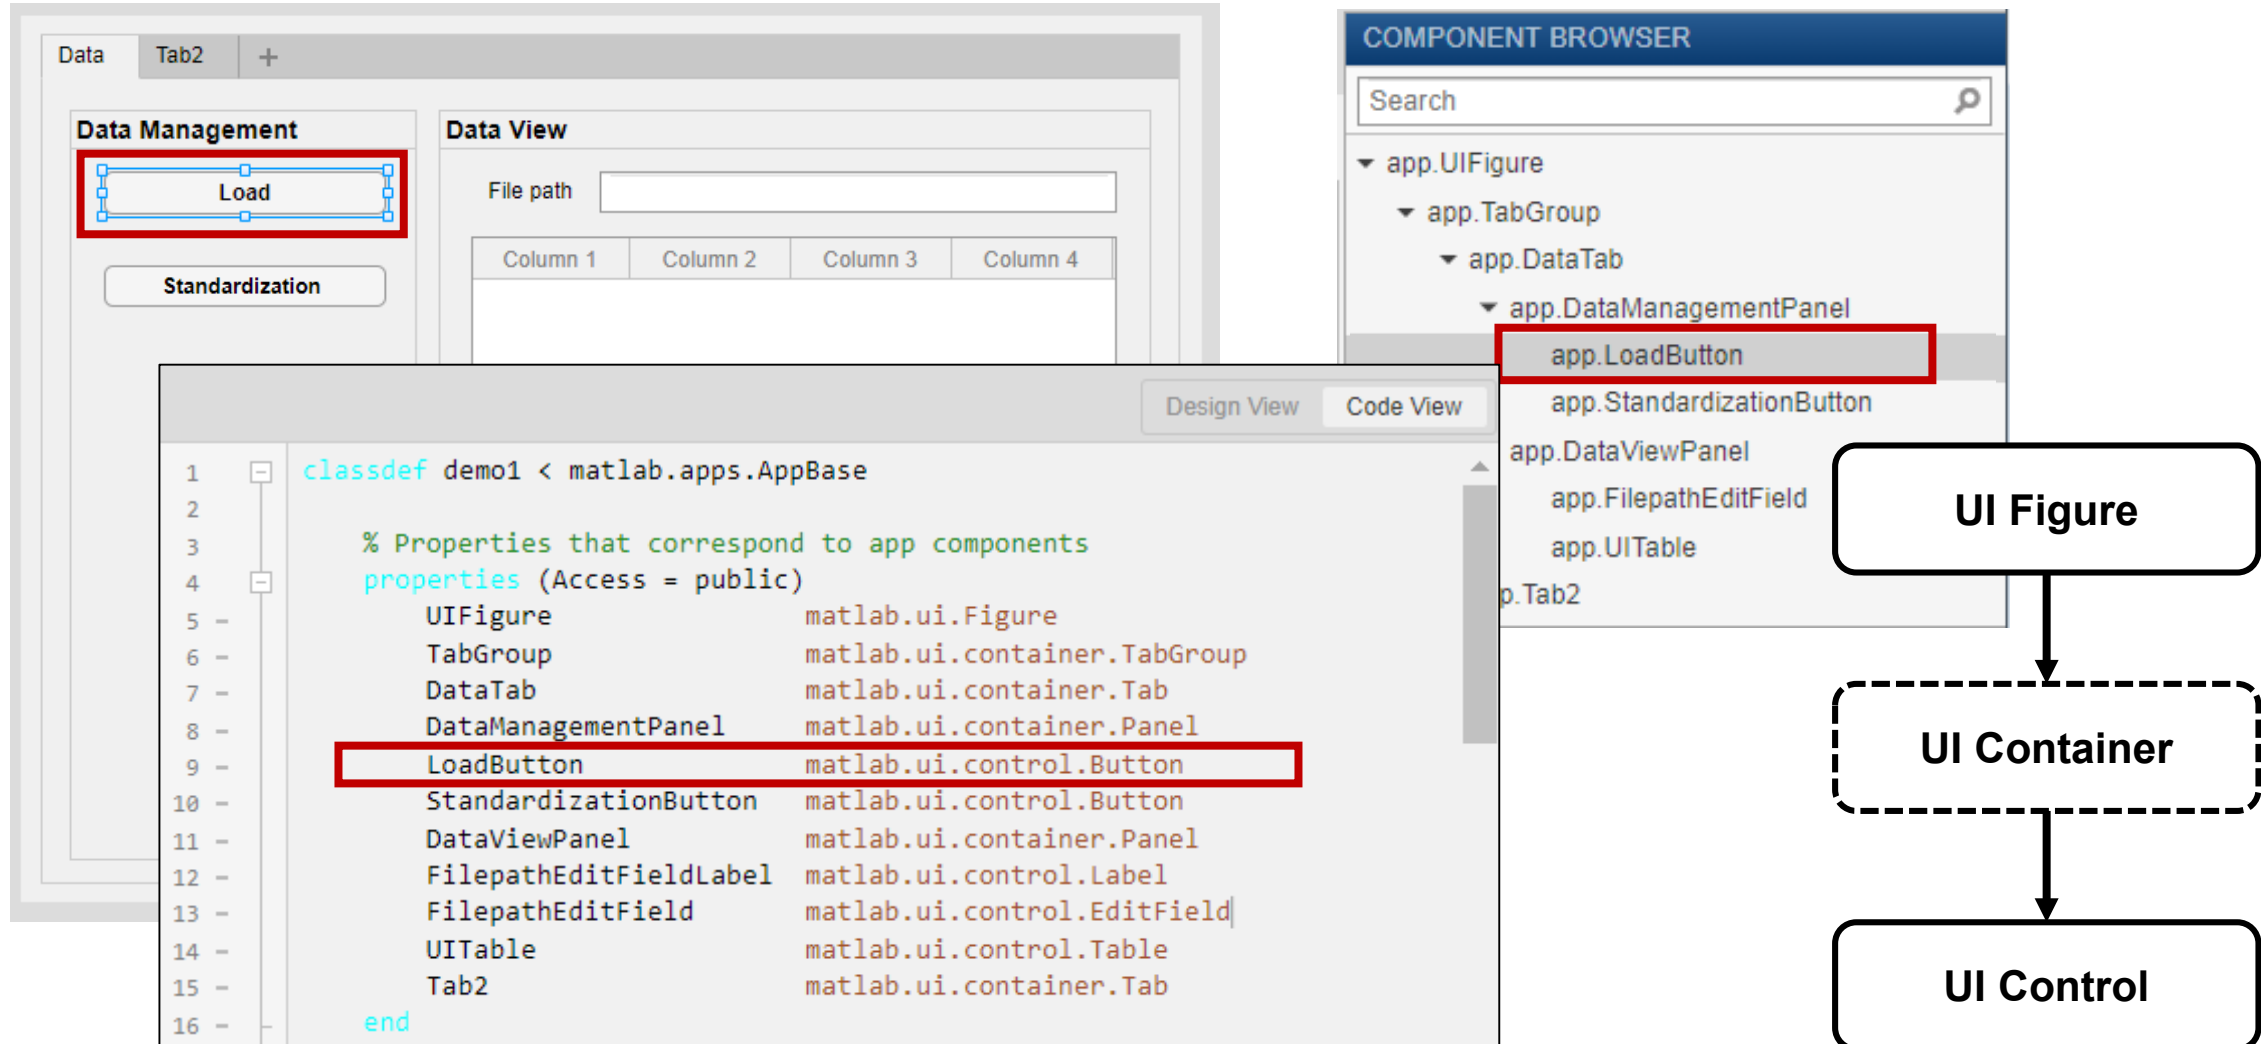 Data Tab2 +
Data Management
Load
Standardization
Data View
File path
Column 1 Column 2 Column 3 Column 4
COMPONENT BROWSER
Search
app.UIFigure
app.TabGroup
app.DataTab
app.DataManagementPanel
app.LoadButton
app.StandardizationButton
app.DataViewPanel
app.FilepathEditField
app.UITable
p.Tab2
Design View Code View
1 classdef demo1 < matlab.apps.AppBase
2
3 % Properties that correspond to app components
4 properties (Access = public)
5 - UIFigure matlab.ui.Figure
6 - TabGroup matlab.ui.container.TabGroup
7 - DataTab matlab.ui.container.Tab
8 - DataManagementPanel matlab.ui.container.Panel
9 - LoadButton matlab.ui.control.Button
10 - StandardizationButton matlab.ui.control.Button
11 - DataViewPanel matlab.ui.container.Panel
12 - FilepathEditFieldLabel matlab.ui.control.Label
13 - FilepathEditField matlab.ui.control.EditField
14 - UITable matlab.ui.control.Table
15 - Tab2 matlab.ui.container.Tab
16 - end
UI Figure
UI Container
UI Control